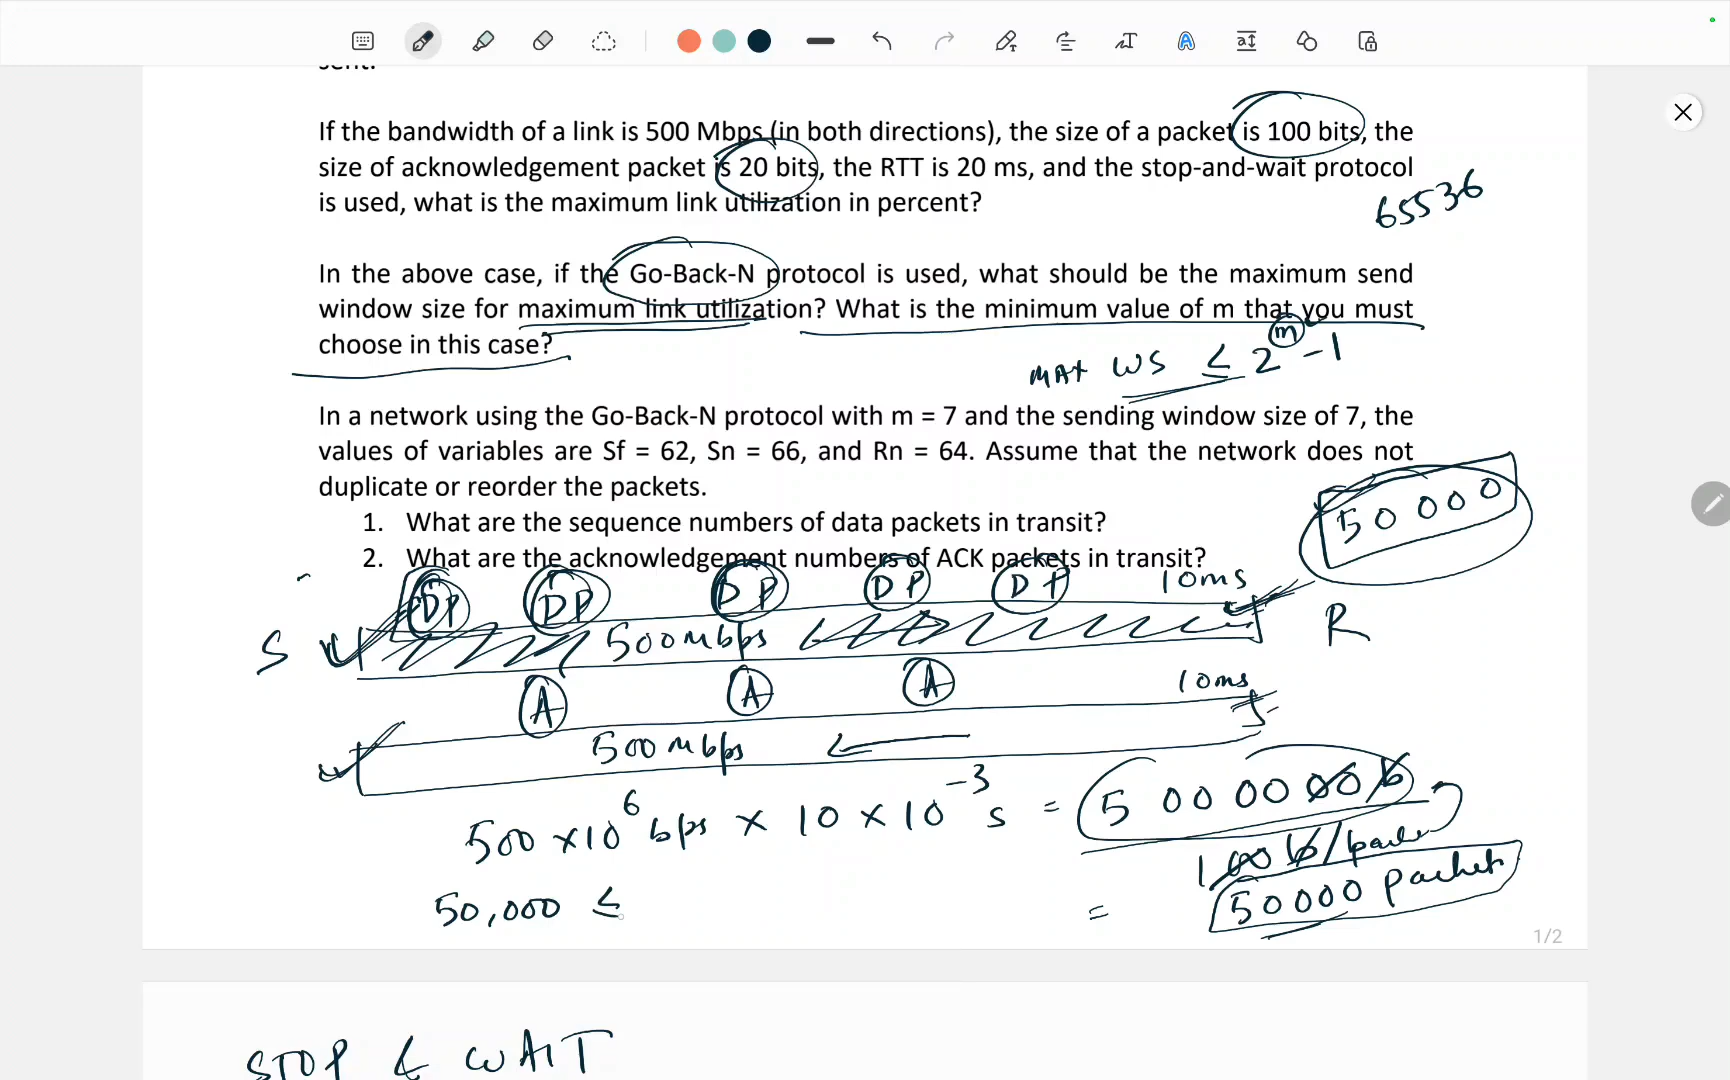 sent.
If the bandwidth of a link is 500 Mbps (in both directions), the size of a packet is 100 bits, the
size of acknowledgement packet is 20 bits, the RTT is 20 ms, and the stop-and-wait protocol
is used, what is the maximum link utilization in percent?
65536
In the above case, if the Go-Back-N protocol is used, what should be the maximum send
window size for maximum link utilization? What is the minimum value of m that you must
choose in this case?
MAX WS ≤ 2^m - 1
In a network using the Go-Back-N protocol with m = 7 and the sending window size of 7, the
values of variables are Sf = 62, Sn = 66, and Rn = 64. Assume that the network does not
duplicate or reorder the packets.
50000
1. What are the sequence numbers of data packets in transit?
2. What are the acknowledgement numbers of ACK packets in transit?
DP DP DP DP DP 10ms
S 500Mbps R
A A A 10ms
500Mbps
500 × 10^6 bps × 10 × 10^-3 s = 5 00 00 00 b
100 b/packet
50,000 ≤ = 50000 packet
1/2
STOP & WAIT